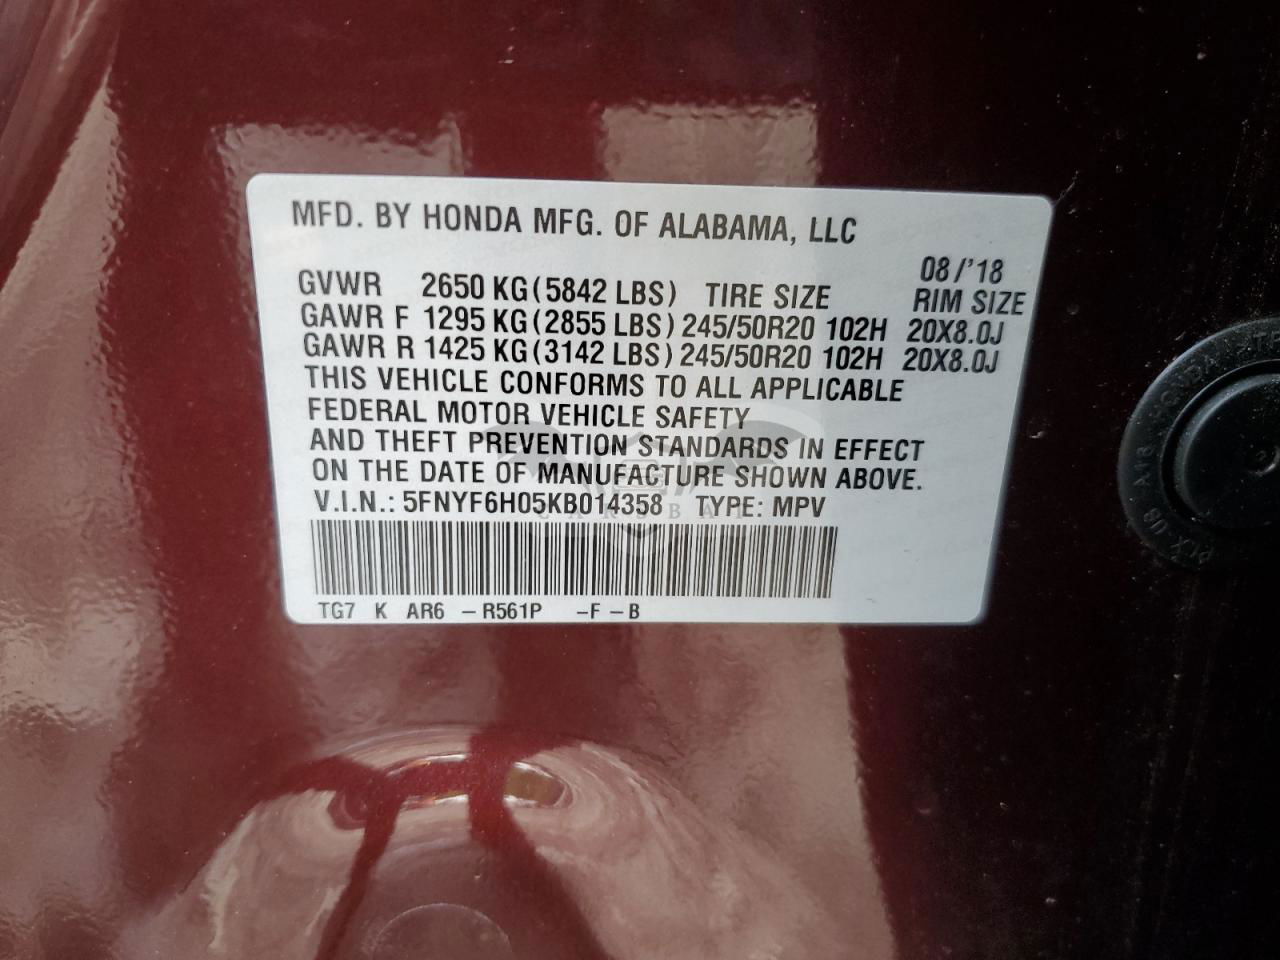 MFD. BY HONDA MFG. OF ALABAMA, LLC
08/'18
GVWR 2650 KG(5842 LBS) TIRE SIZE RIM SIZE
GAWR F 1295 KG(2855 LBS) 245/50R20 102H 20X8.0J
GAWR R 1425 KG(3142 LBS) 245/50R20 102H 20X8.0J
THIS VEHICLE CONFORMS TO ALL APPLICABLE
FEDERAL MOTOR VEHICLE SAFETY
AND THEFT PREVENTION STANDARDS IN EFFECT
ON THE DATE OF MANUFACTURE SHOWN ABOVE.
V.I.N.: 5FNYF6H05KB014358 TYPE: MPV
TG7 K AR6 –R561P –F–B